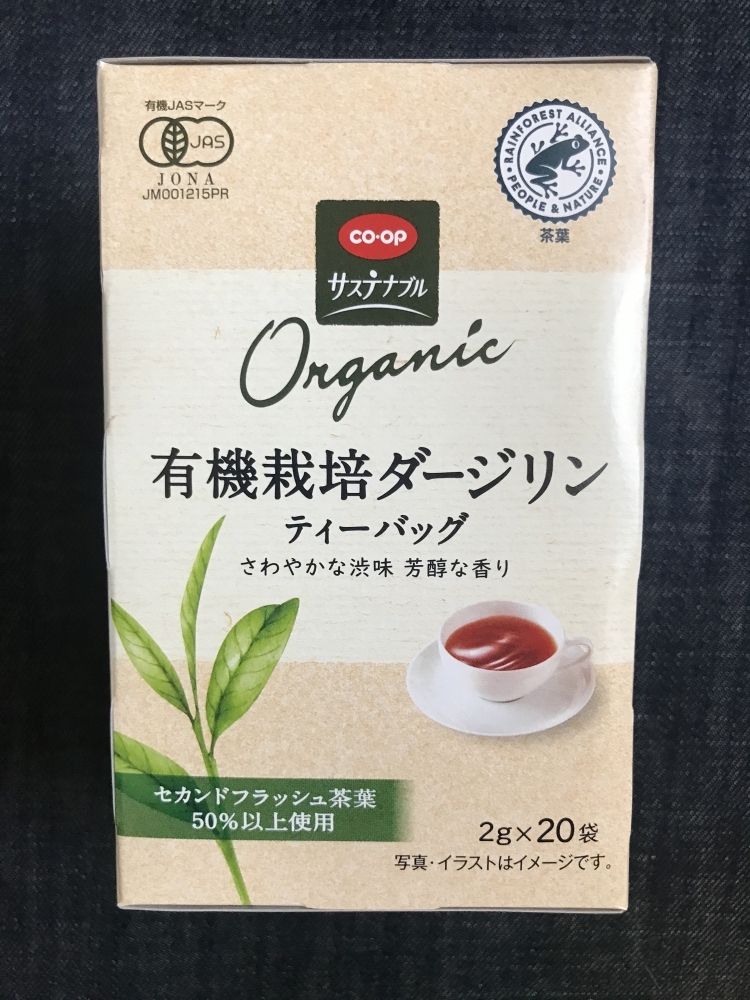 有機JASマーク
JAS
JONA
JM001215PR
RAINFOREST ALLIANCE
PEOPLE & NATURE
茶葉
CO·OP
サステナブル
Organic
有機栽培ダージリン
ティーバッグ
さわやかな渋味 芳醇な香り
セカンドフラッシュ茶葉
50%以上使用
2g×20袋
写真・イラストはイメージです。